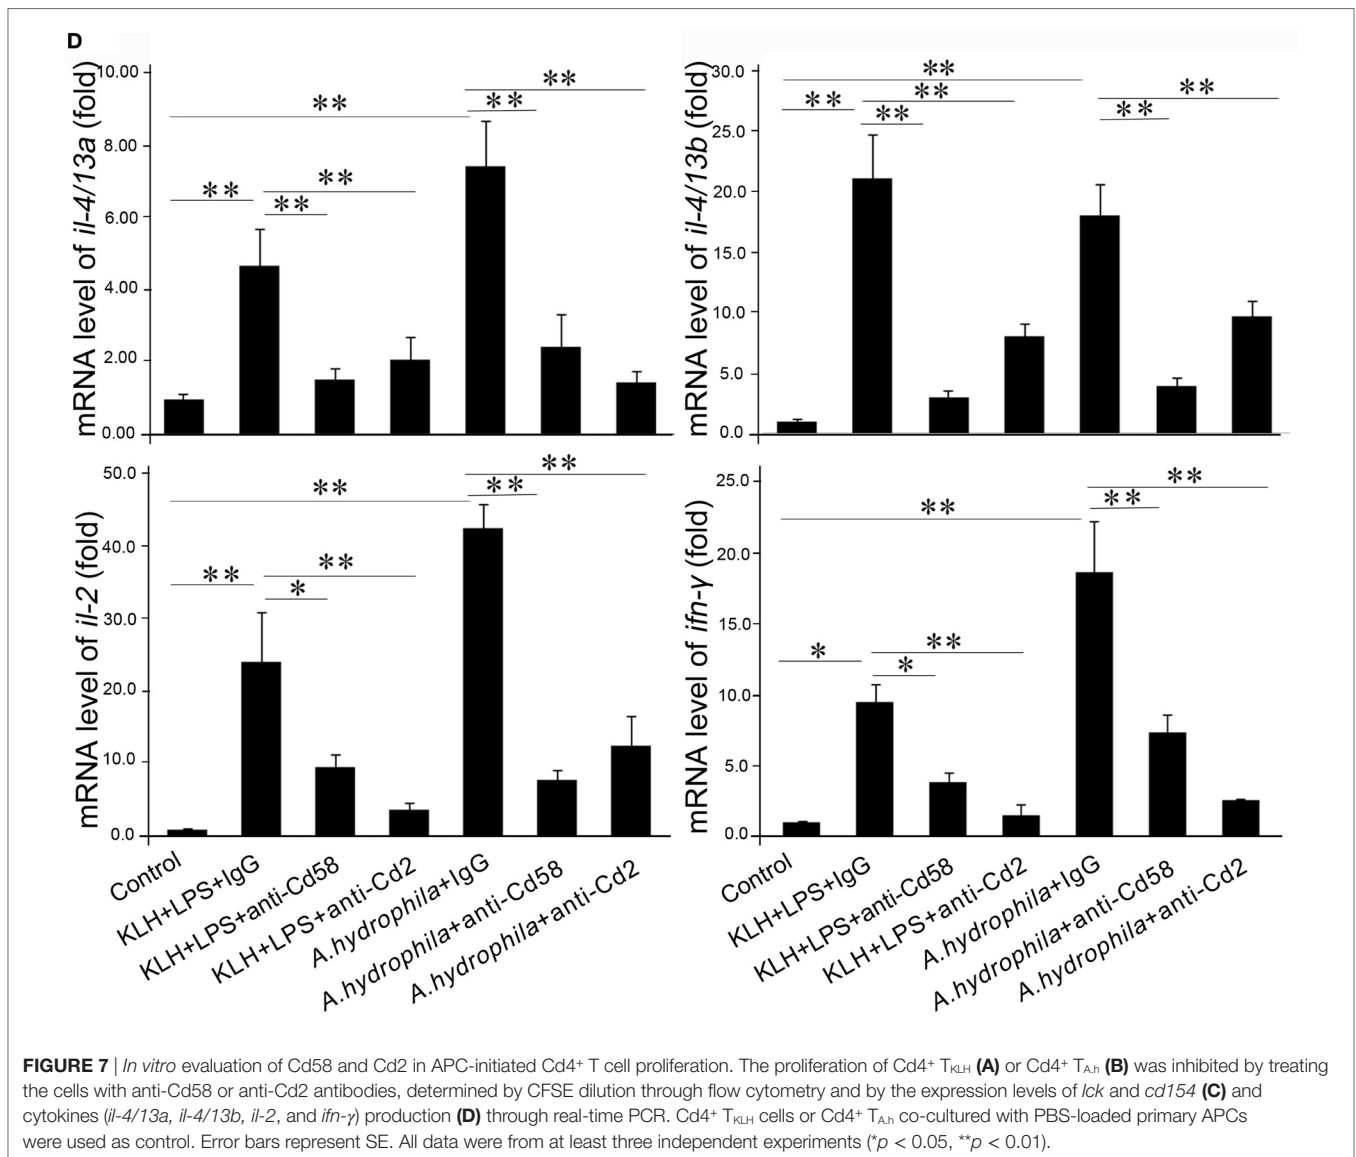 D
mRNA level of il-4/13a (fold)
10.00
8.00
6.00
4.00
2.00
0.00
** ** ** ** ** **
mRNA level of il-4/13b (fold)
30.0
25.0
20.0
15.0
10.0
5.0
0.0
** ** ** ** ** **
mRNA level of il-2 (fold)
50.0
40.0
30.0
20.0
10.0
0.0
** * ** ** ** **
Control
KLH+LPS+IgG
KLH+LPS+anti-Cd58
KLH+LPS+anti-Cd2
A.hydrophila+IgG
A.hydrophila+anti-Cd58
A.hydrophila+anti-Cd2
mRNA level of ifn-γ (fold)
25.0
20.0
15.0
10.0
5.0
0.0
* * ** ** ** **
Control
KLH+LPS+IgG
KLH+LPS+anti-Cd58
KLH+LPS+anti-Cd2
A.hydrophila+IgG
A.hydrophila+anti-Cd58
A.hydrophila+anti-Cd2
FIGURE 7 | In vitro evaluation of Cd58 and Cd2 in APC-initiated Cd4+ T cell proliferation. The proliferation of Cd4+ TKLH (A) or Cd4+ TA.h (B) was inhibited by treating
the cells with anti-Cd58 or anti-Cd2 antibodies, determined by CFSE dilution through flow cytometry and by the expression levels of lck and cd154 (C) and
cytokines (il-4/13a, il-4/13b, il-2, and ifn-γ) production (D) through real-time PCR. Cd4+ TKLH cells or Cd4+ TA.h co-cultured with PBS-loaded primary APCs
were used as control. Error bars represent SE. All data were from at least three independent experiments (*p < 0.05, **p < 0.01).